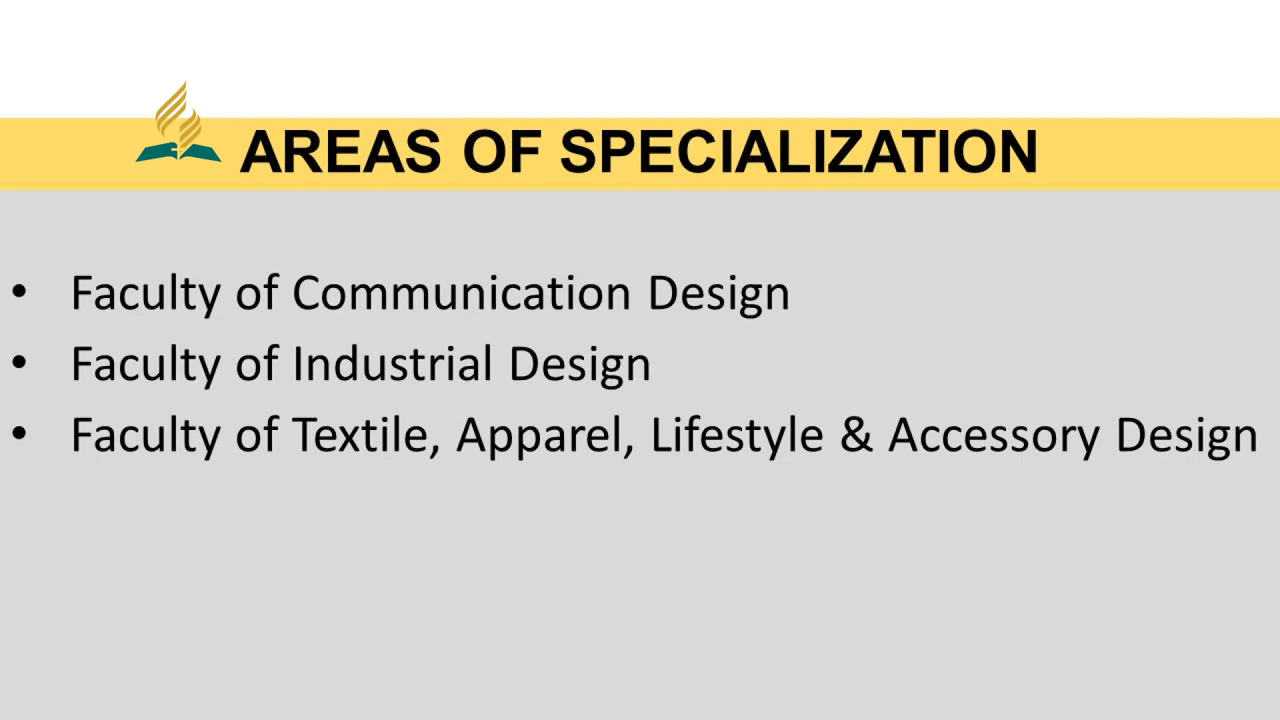 AREAS OF SPECIALIZATION
• Faculty of Communication Design
• Faculty of Industrial Design
• Faculty of Textile, Apparel, Lifestyle & Accessory Design